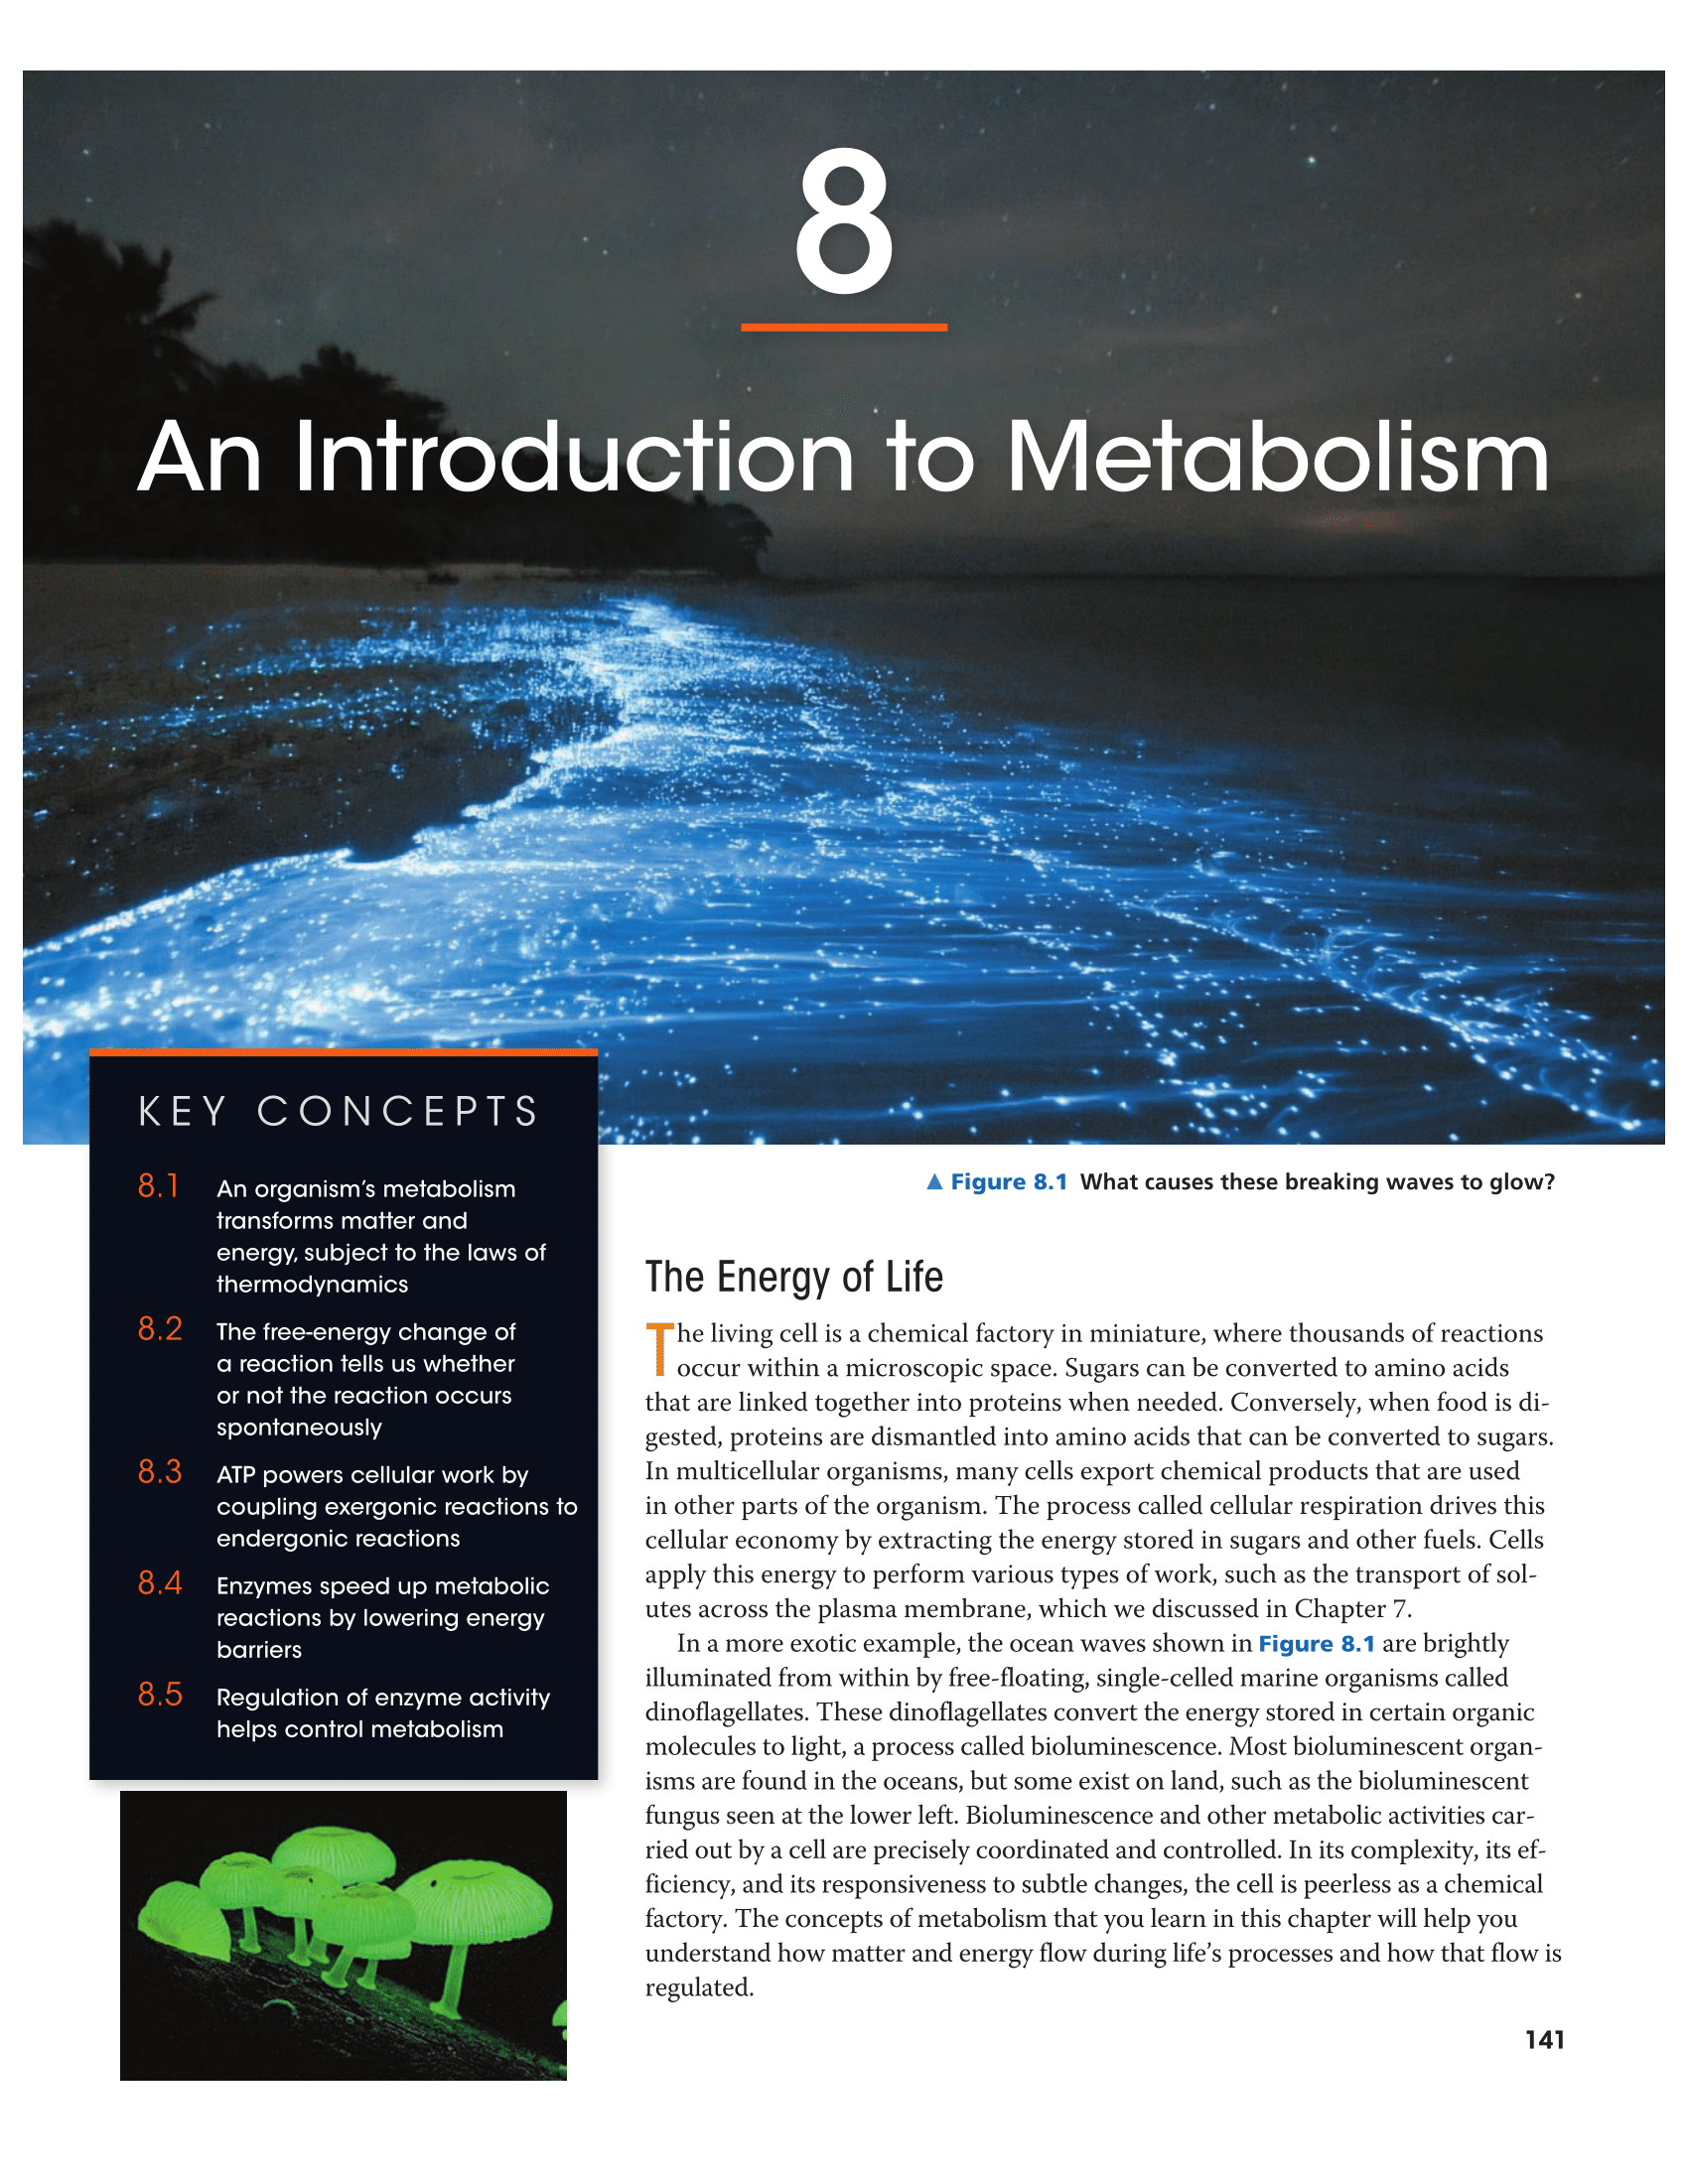 8
An Introduction to Metabolism
KEY CONCEPTS
8.1 An organism's metabolism
transforms matter and
energy, subject to the laws of
thermodynamics
8.2 The free-energy change of
a reaction tells us whether
or not the reaction occurs
spontaneously
8.3 ATP powers cellular work by
coupling exergonic reactions to
endergonic reactions
8.4 Enzymes speed up metabolic
reactions by lowering energy
barriers
8.5 Regulation of enzyme activity
helps control metabolism
▲ Figure 8.1 What causes these breaking waves to glow?
The Energy of Life
The living cell is a chemical factory in miniature, where thousands of reactions
occur within a microscopic space. Sugars can be converted to amino acids
that are linked together into proteins when needed. Conversely, when food is di-
gested, proteins are dismantled into amino acids that can be converted to sugars.
In multicellular organisms, many cells export chemical products that are used
in other parts of the organism. The process called cellular respiration drives this
cellular economy by extracting the energy stored in sugars and other fuels. Cells
apply this energy to perform various types of work, such as the transport of sol-
utes across the plasma membrane, which we discussed in Chapter 7.
In a more exotic example, the ocean waves shown in Figure 8.1 are brightly
illuminated from within by free-floating, single-celled marine organisms called
dinoflagellates. These dinoflagellates convert the energy stored in certain organic
molecules to light, a process called bioluminescence. Most bioluminescent organ-
isms are found in the oceans, but some exist on land, such as the bioluminescent
fungus seen at the lower left. Bioluminescence and other metabolic activities car-
ried out by a cell are precisely coordinated and controlled. In its complexity, its ef-
ficiency, and its responsiveness to subtle changes, the cell is peerless as a chemical
factory. The concepts of metabolism that you learn in this chapter will help you
understand how matter and energy flow during life's processes and how that flow is
regulated.
141